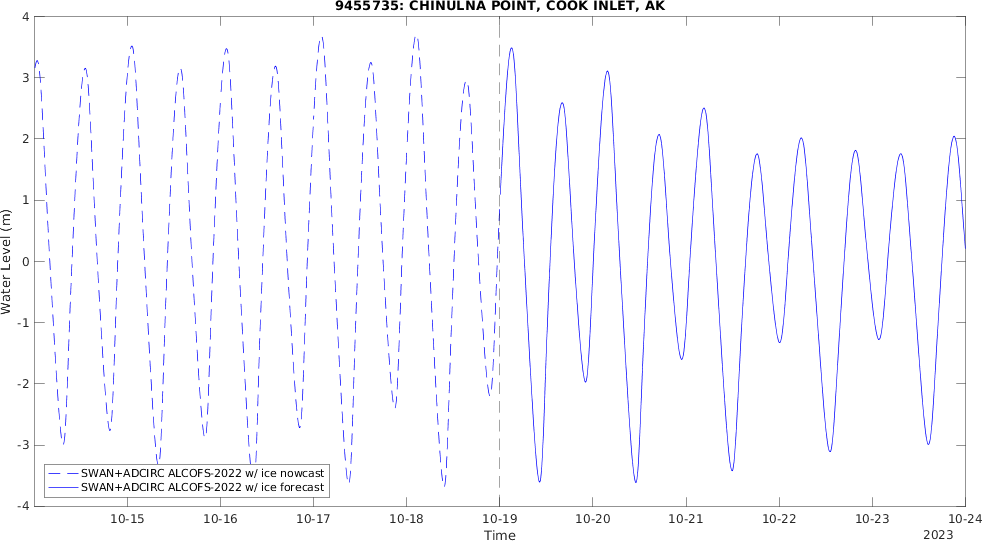 9455735: CHINULNA POINT, COOK INLET, AK
4
3
2
1
0
-1
-2
-3
-4
Water Level (m)
SWAN+ADCIRC ALCOFS-2022 w/ ice nowcast
SWAN+ADCIRC ALCOFS-2022 w/ ice forecast
10-15 10-16 10-17 10-18 10-19 10-20 10-21 10-22 10-23 10-24
Time
2023